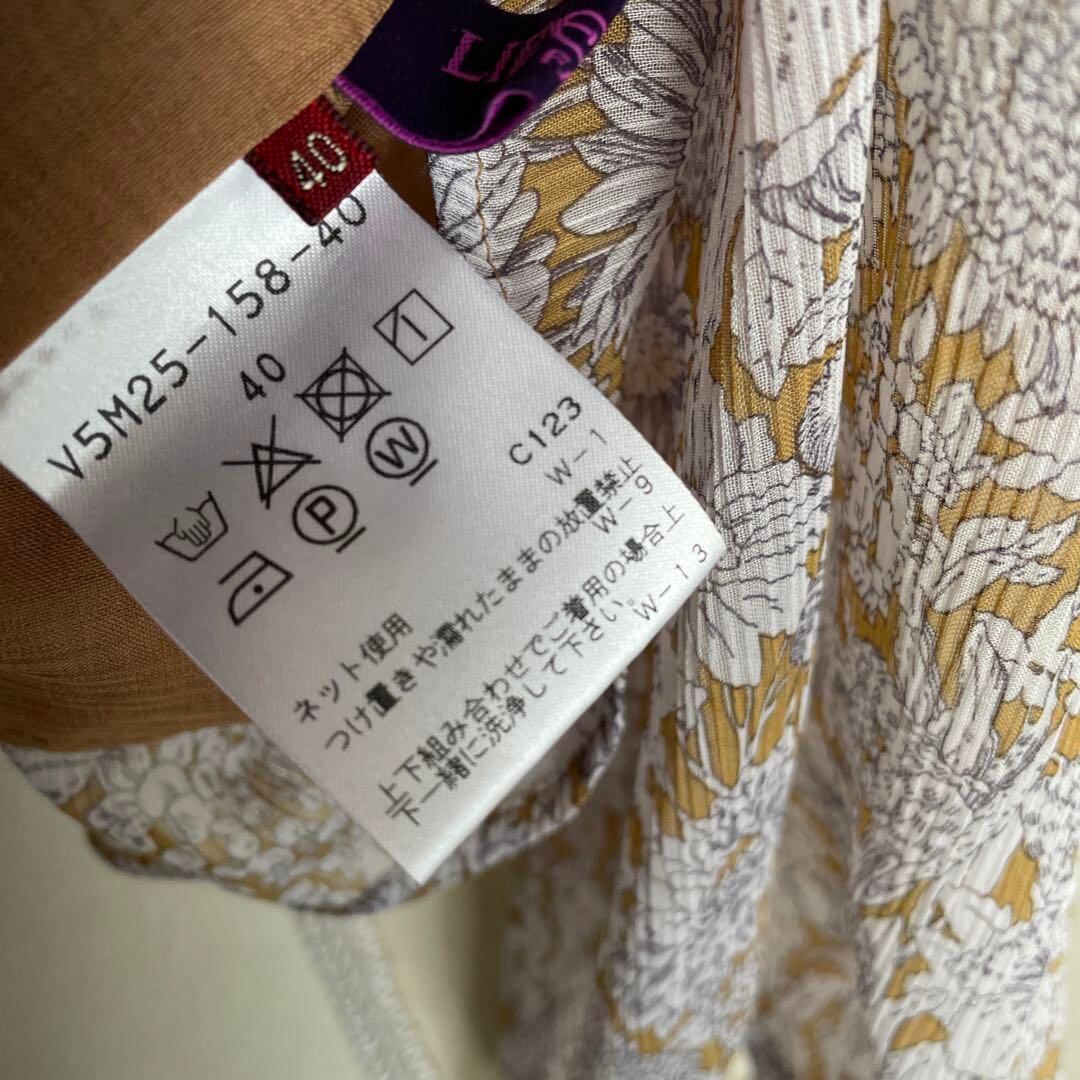 40
V5M25-158-40
40
P
W
C123
W-1
W-9
W-13
ネット使用
つけ置きや濡れたままの放置禁止
上下組み合わせでご着用の場合上
下一緒に洗浄して下さい。